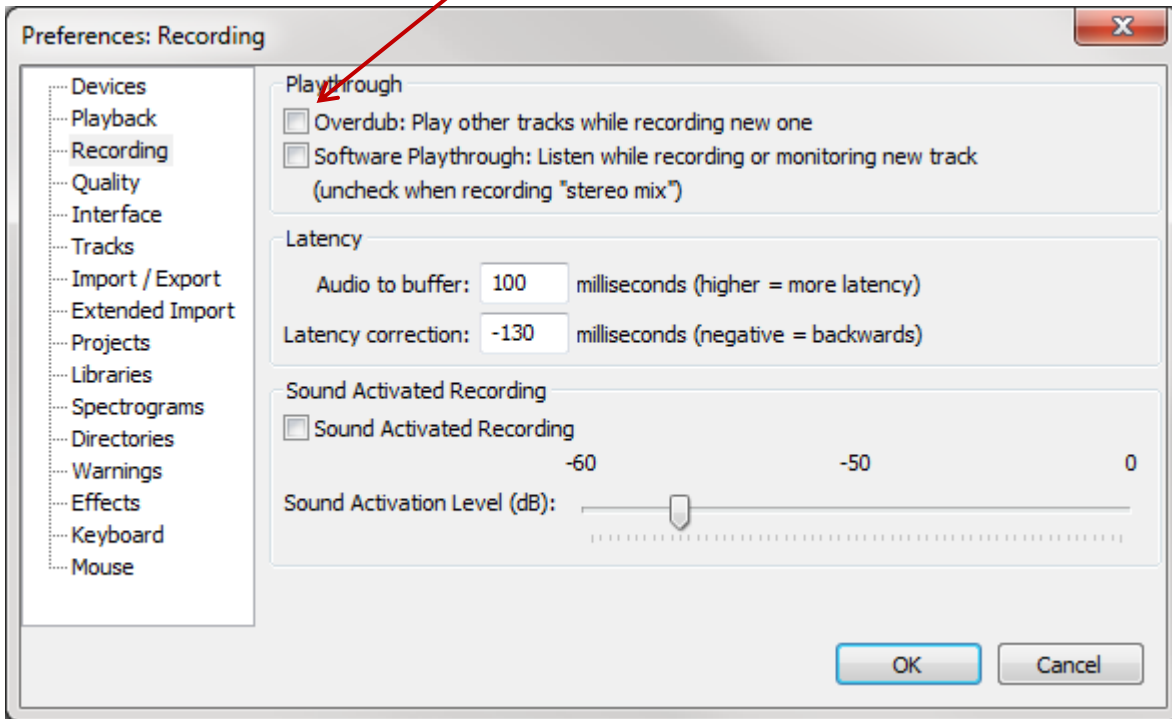 Preferences: Recording
X
Devices
Playback
Recording
Quality
Interface
Tracks
Import / Export
Extended Import
Projects
Libraries
Spectrograms
Directories
Warnings
Effects
Keyboard
Mouse
Playthrough
Overdub: Play other tracks while recording new one
Software Playthrough: Listen while recording or monitoring new track
(uncheck when recording "stereo mix")
Latency
Audio to buffer: 100 milliseconds (higher = more latency)
Latency correction: -130 milliseconds (negative = backwards)
Sound Activated Recording
Sound Activated Recording
-60 -50 0
Sound Activation Level (dB):
OK Cancel